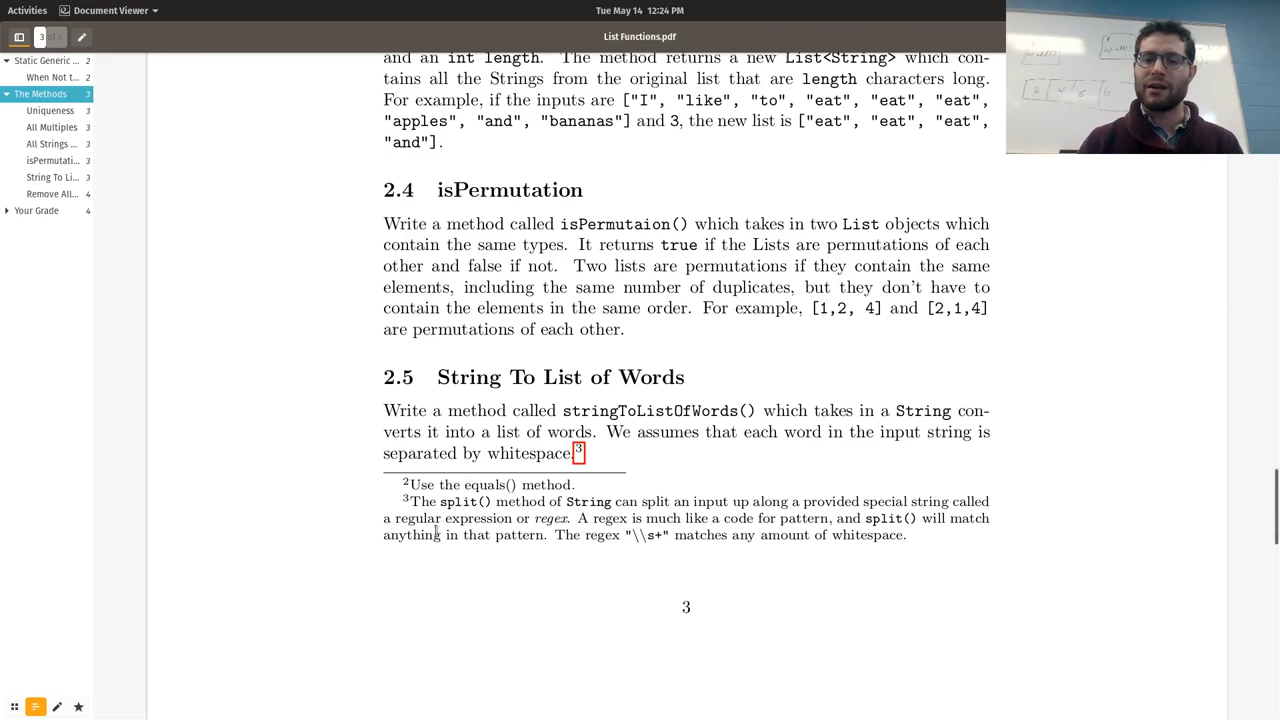 Activities
Document Viewer
Tue May 14 12:24 PM
3 of 4
List Functions.pdf
Static Generic ... 2
When Not t... 2
The Methods 3
Uniqueness 3
All Multiples 3
All Strings ... 3
isPermutati... 3
String To Li... 3
Remove All... 4
Your Grade 4
and an int length. The method returns a new List<String> which con-
tains all the Strings from the original list that are length characters long.
For example, if the inputs are ["I", "like", "to", "eat", "eat", "eat",
"apples", "and", "bananas"] and 3, the new list is ["eat", "eat", "eat",
"and"].
2.4 isPermutation
Write a method called isPermutaion() which takes in two List objects which
contain the same types. It returns true if the Lists are permutations of each
other and false if not. Two lists are permutations if they contain the same
elements, including the same number of duplicates, but they don't have to
contain the elements in the same order. For example, [1,2, 4] and [2,1,4]
are permutations of each other.
2.5 String To List of Words
Write a method called stringToListOfWords() which takes in a String con-
verts it into a list of words. We assumes that each word in the input string is
separated by whitespace.3
2Use the equals() method.
3The split() method of String can split an input up along a provided special string called
a regular expression or regex. A regex is much like a code for pattern, and split() will match
anything in that pattern. The regex "\\s+" matches any amount of whitespace.
3